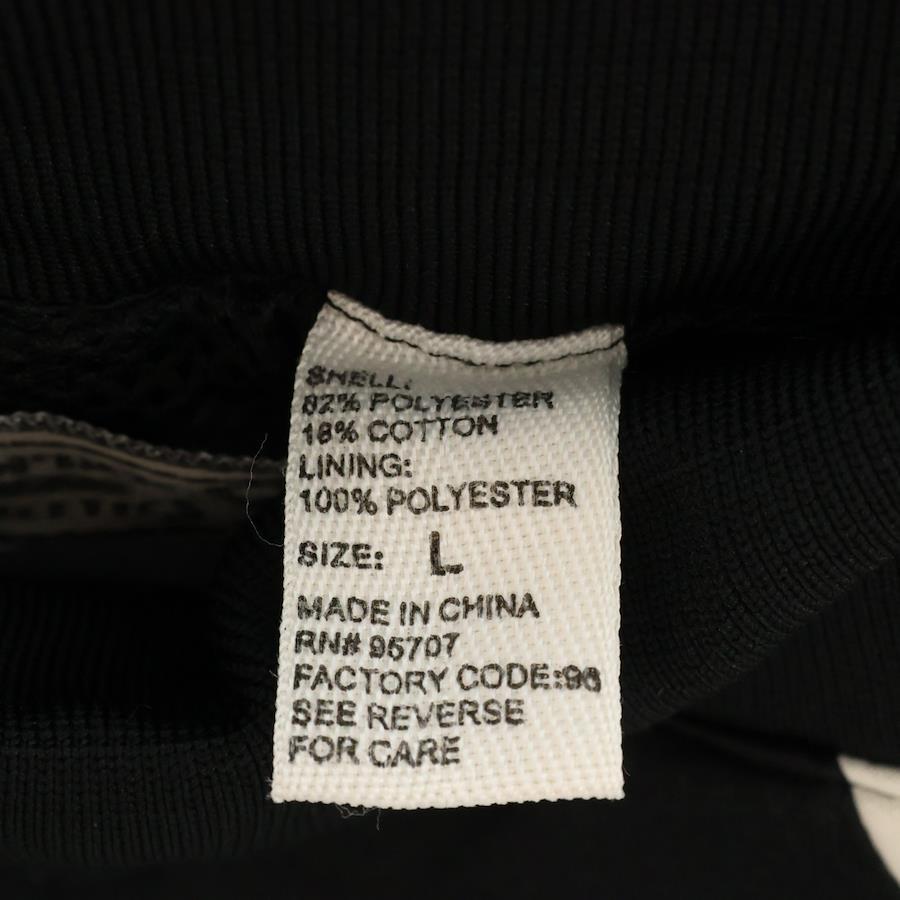 SHELL:
82% POLYESTER
18% COTTON
LINING:
100% POLYESTER
SIZE: L
MADE IN CHINA
RN# 95707
FACTORY CODE:96
SEE REVERSE
FOR CARE